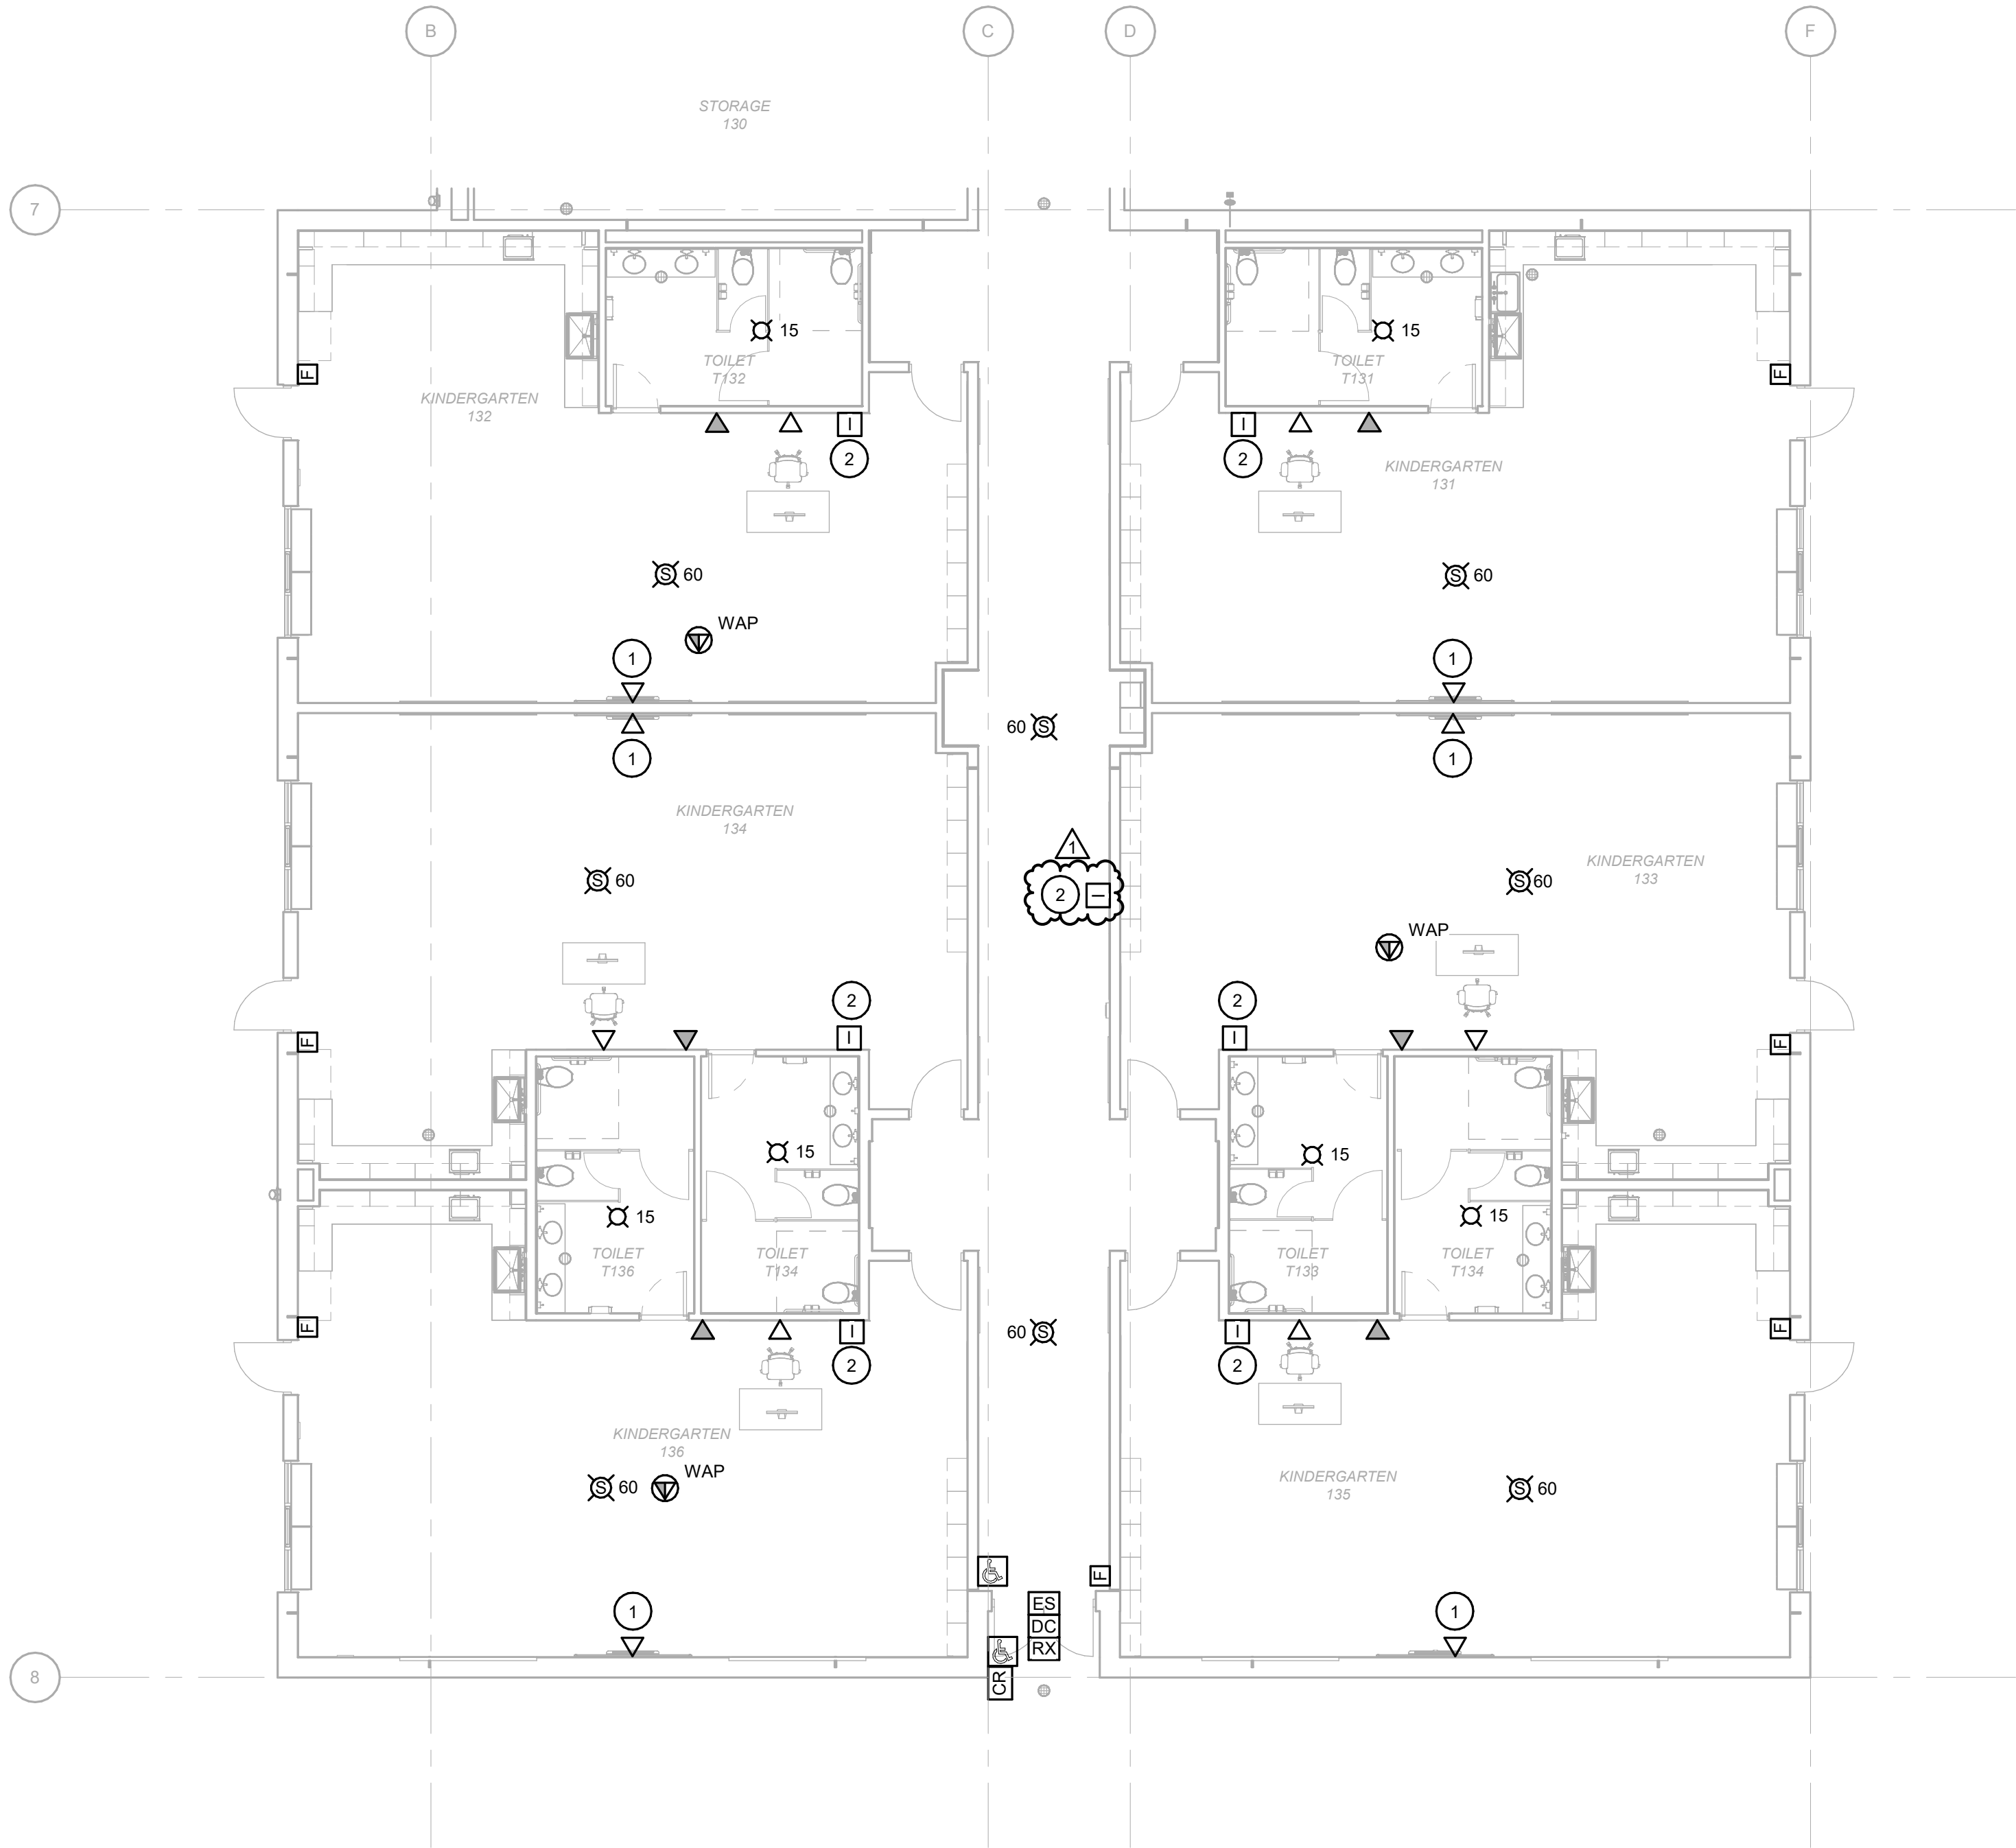 B
C
D
F
STORAGE
130
7
15
15
TOILET
T132
TOILET
T131
F
F
KINDERGARTEN
132
I
I
2
2
KINDERGARTEN
131
S 60
S 60
WAP
1
1
60 S
1
1
KINDERGARTEN
134
1
2 I
KINDERGARTEN
133
S 60
S 60
WAP
2
2
I
I
F
F
15
15
15
15
TOILET
T136
TOILET
T134
TOILET
T133
TOILET
T134
F
F
I
60 S
I
2
2
KINDERGARTEN
136
WAP
S 60
KINDERGARTEN
135
S 60
F
1
ES
1
DC
RX
CR
8